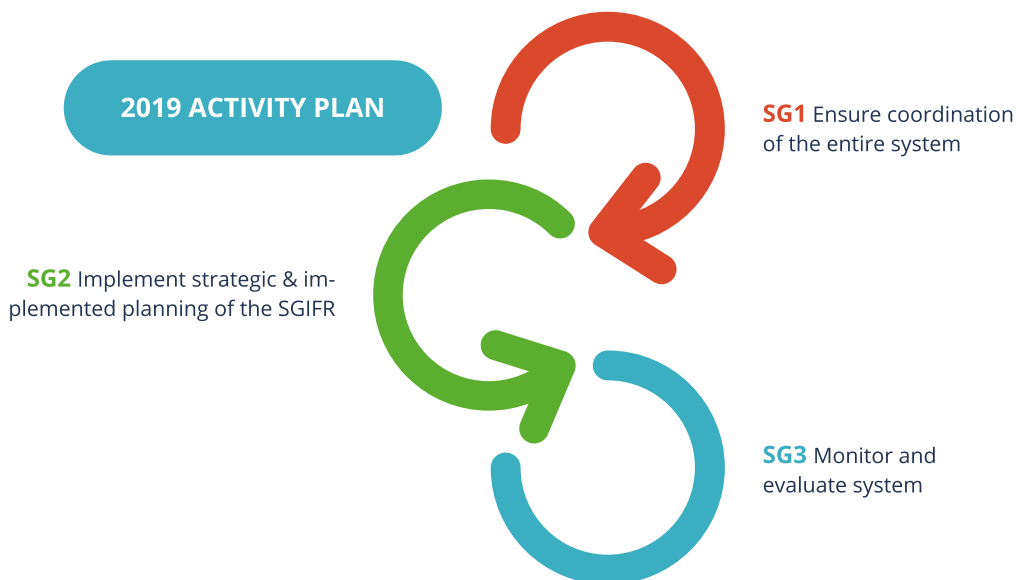 2019 ACTIVITY PLAN
SG1 Ensure coordination
of the entire system
SG2 Implement strategic & im-
plemented planning of the SGIFR
SG3 Monitor and
evaluate system